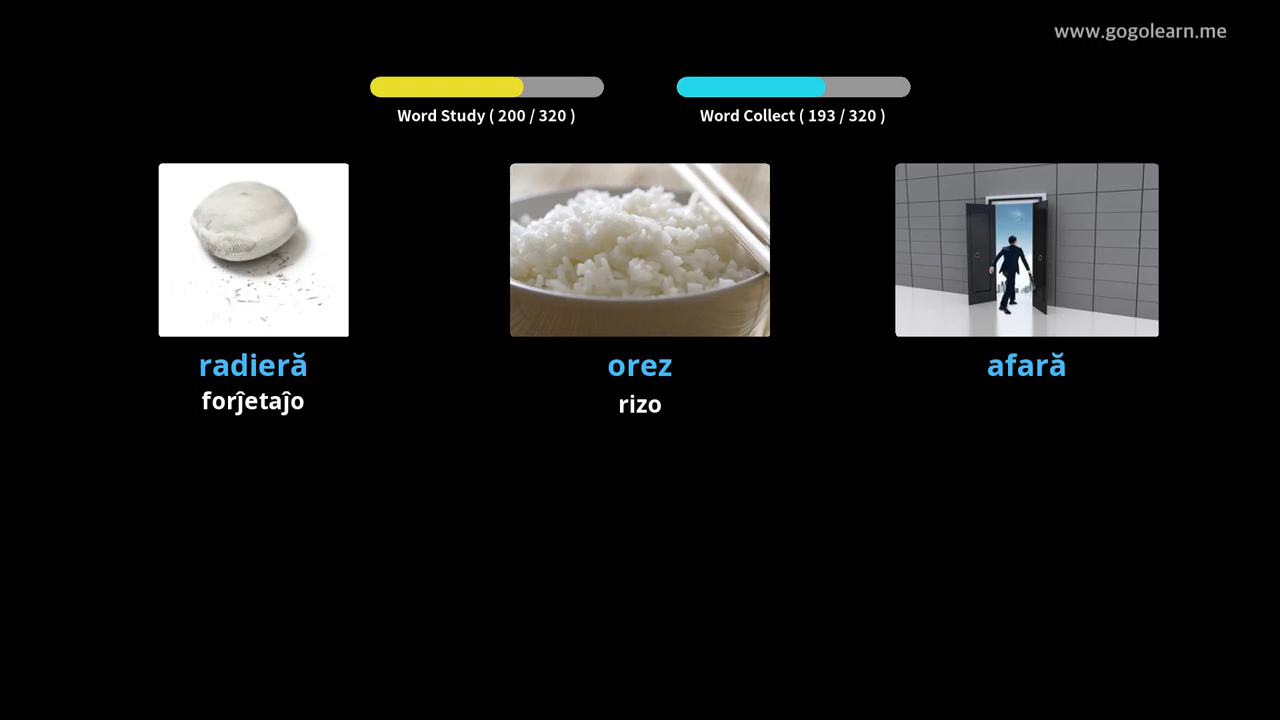 www.gogolearn.me
Word Study ( 200 / 320 )
Word Collect ( 193 / 320 )
radieră
orez
afară
forĵetaĵo
rizo